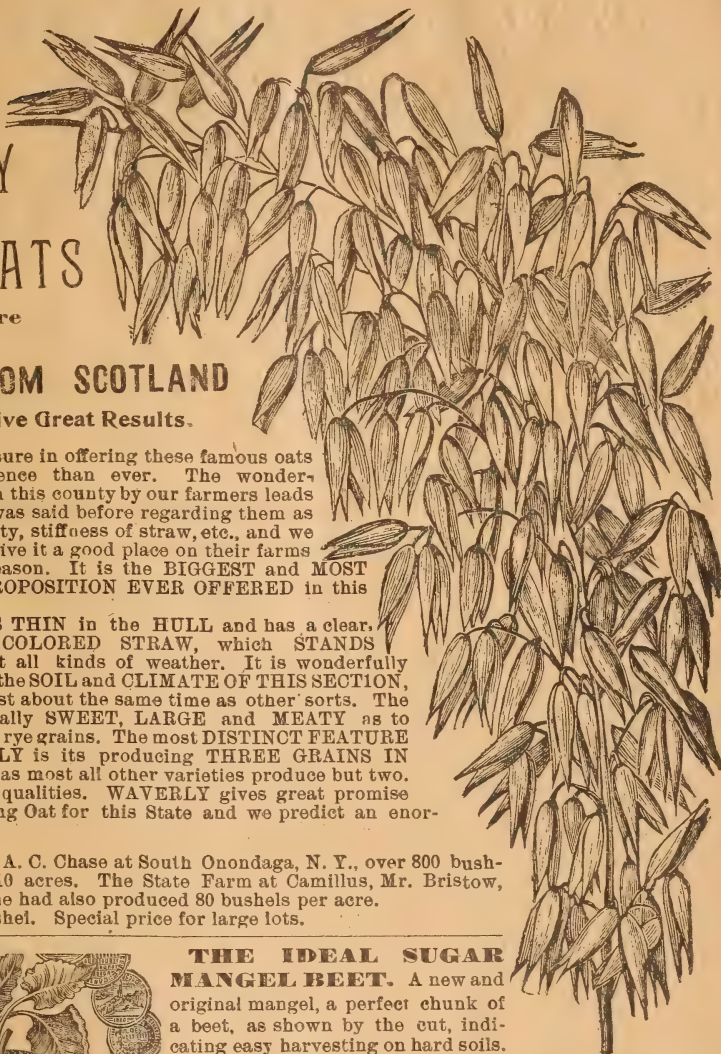 Y
ATS
re
OM SCOTLAND
ive Great Results.
sure in offering these famous oats
ence than ever. The wonder-
this county by our farmers leads
was said before regarding them as
ty, stiffness of straw, etc., and we
ive it a good place on their farms
eason. It is the BIGGEST and MOST
ROPOSITION EVER OFFERED in this
S THIN in the HULL and has a clear,
COLORED STRAW, which STANDS
t all kinds of weather. It is wonderfully
the SOIL and CLIMATE OF THIS SECTION,
st about the same time as other sorts. The
ally SWEET, LARGE and MEATY as to
rye grains. The most DISTINCT FEATURE
LY is its producing THREE GRAINS IN
as most all other varieties produce but two.
qualities. WAVERLY gives great promise
ng Oat for this State and we predict an enor-
A. C. Chase at South Onondaga, N. Y., over 800 bush-
10 acres. The State Farm at Camillus, Mr. Bristow,
e had also produced 80 bushels per acre.
shel. Special price for large lots.
THE IDEAL SUGAR
MANGEL BEET. A new and
original mangel, a perfect chunk of
a beet, as shown by the cut, indi-
cating easy harvesting on hard soils.